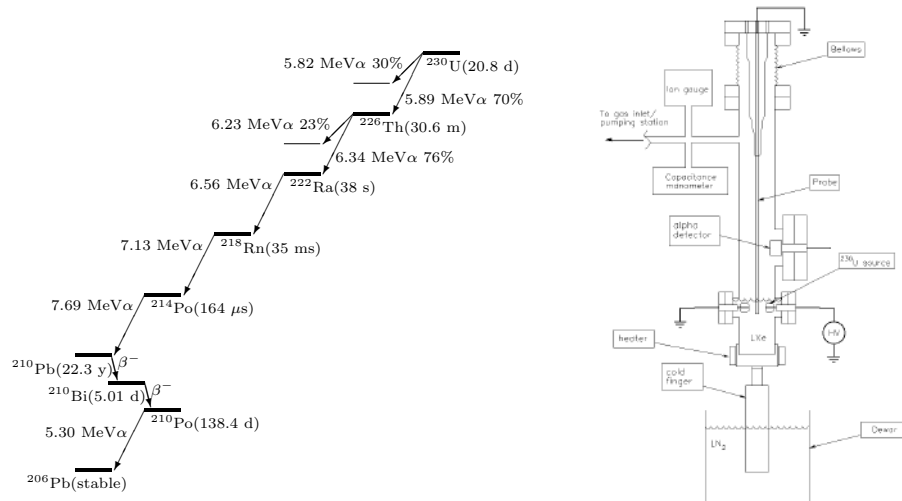 5.82 MeVα 30%
²³⁰U(20.8 d)
5.89 MeVα 70%
6.23 MeVα 23%
²²⁶Th(30.6 m)
6.34 MeVα 76%
6.56 MeVα
²²²Ra(38 s)
7.13 MeVα
²¹⁸Rn(35 ms)
7.69 MeVα
²¹⁴Po(164 μs)
²¹⁰Pb(22.3 y)
β⁻
²¹⁰Bi(5.01 d)
β⁻
²¹⁰Po(138.4 d)
5.30 MeVα
²⁰⁶Pb(stable)
Bellows
Ion gauge
To gas inlet/
pumping station
Capacitance
manometer
Probe
alpha
detector
²³⁰U source
LXe
HV
heater
cold
finger
LN₂
Dewar